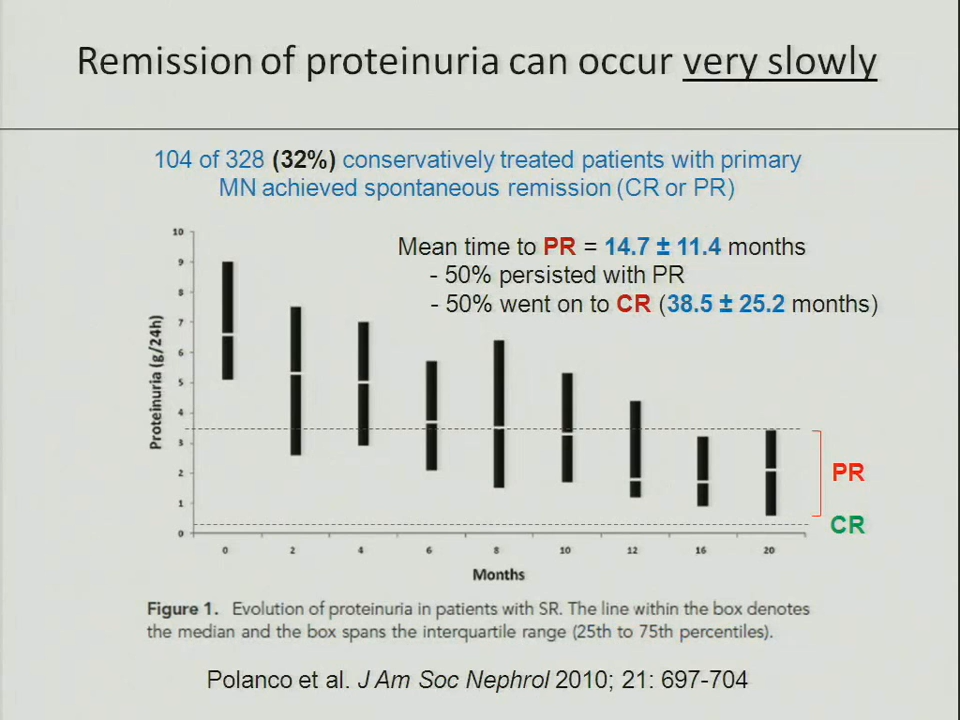 Remission of proteinuria can occur very slowly
104 of 328 (32%) conservatively treated patients with primary
MN achieved spontaneous remission (CR or PR)
Mean time to PR = 14.7 ± 11.4 months
- 50% persisted with PR
- 50% went on to CR (38.5 ± 25.2 months)
Proteinuria (g/24h)
10
9
8
7
6
5
4
3
2
1
0
PR
CR
0 2 4 6 8 10 12 16 20
Months
Figure 1. Evolution of proteinuria in patients with SR. The line within the box denotes
the median and the box spans the interquartile range (25th to 75th percentiles).
Polanco et al. J Am Soc Nephrol 2010; 21: 697-704